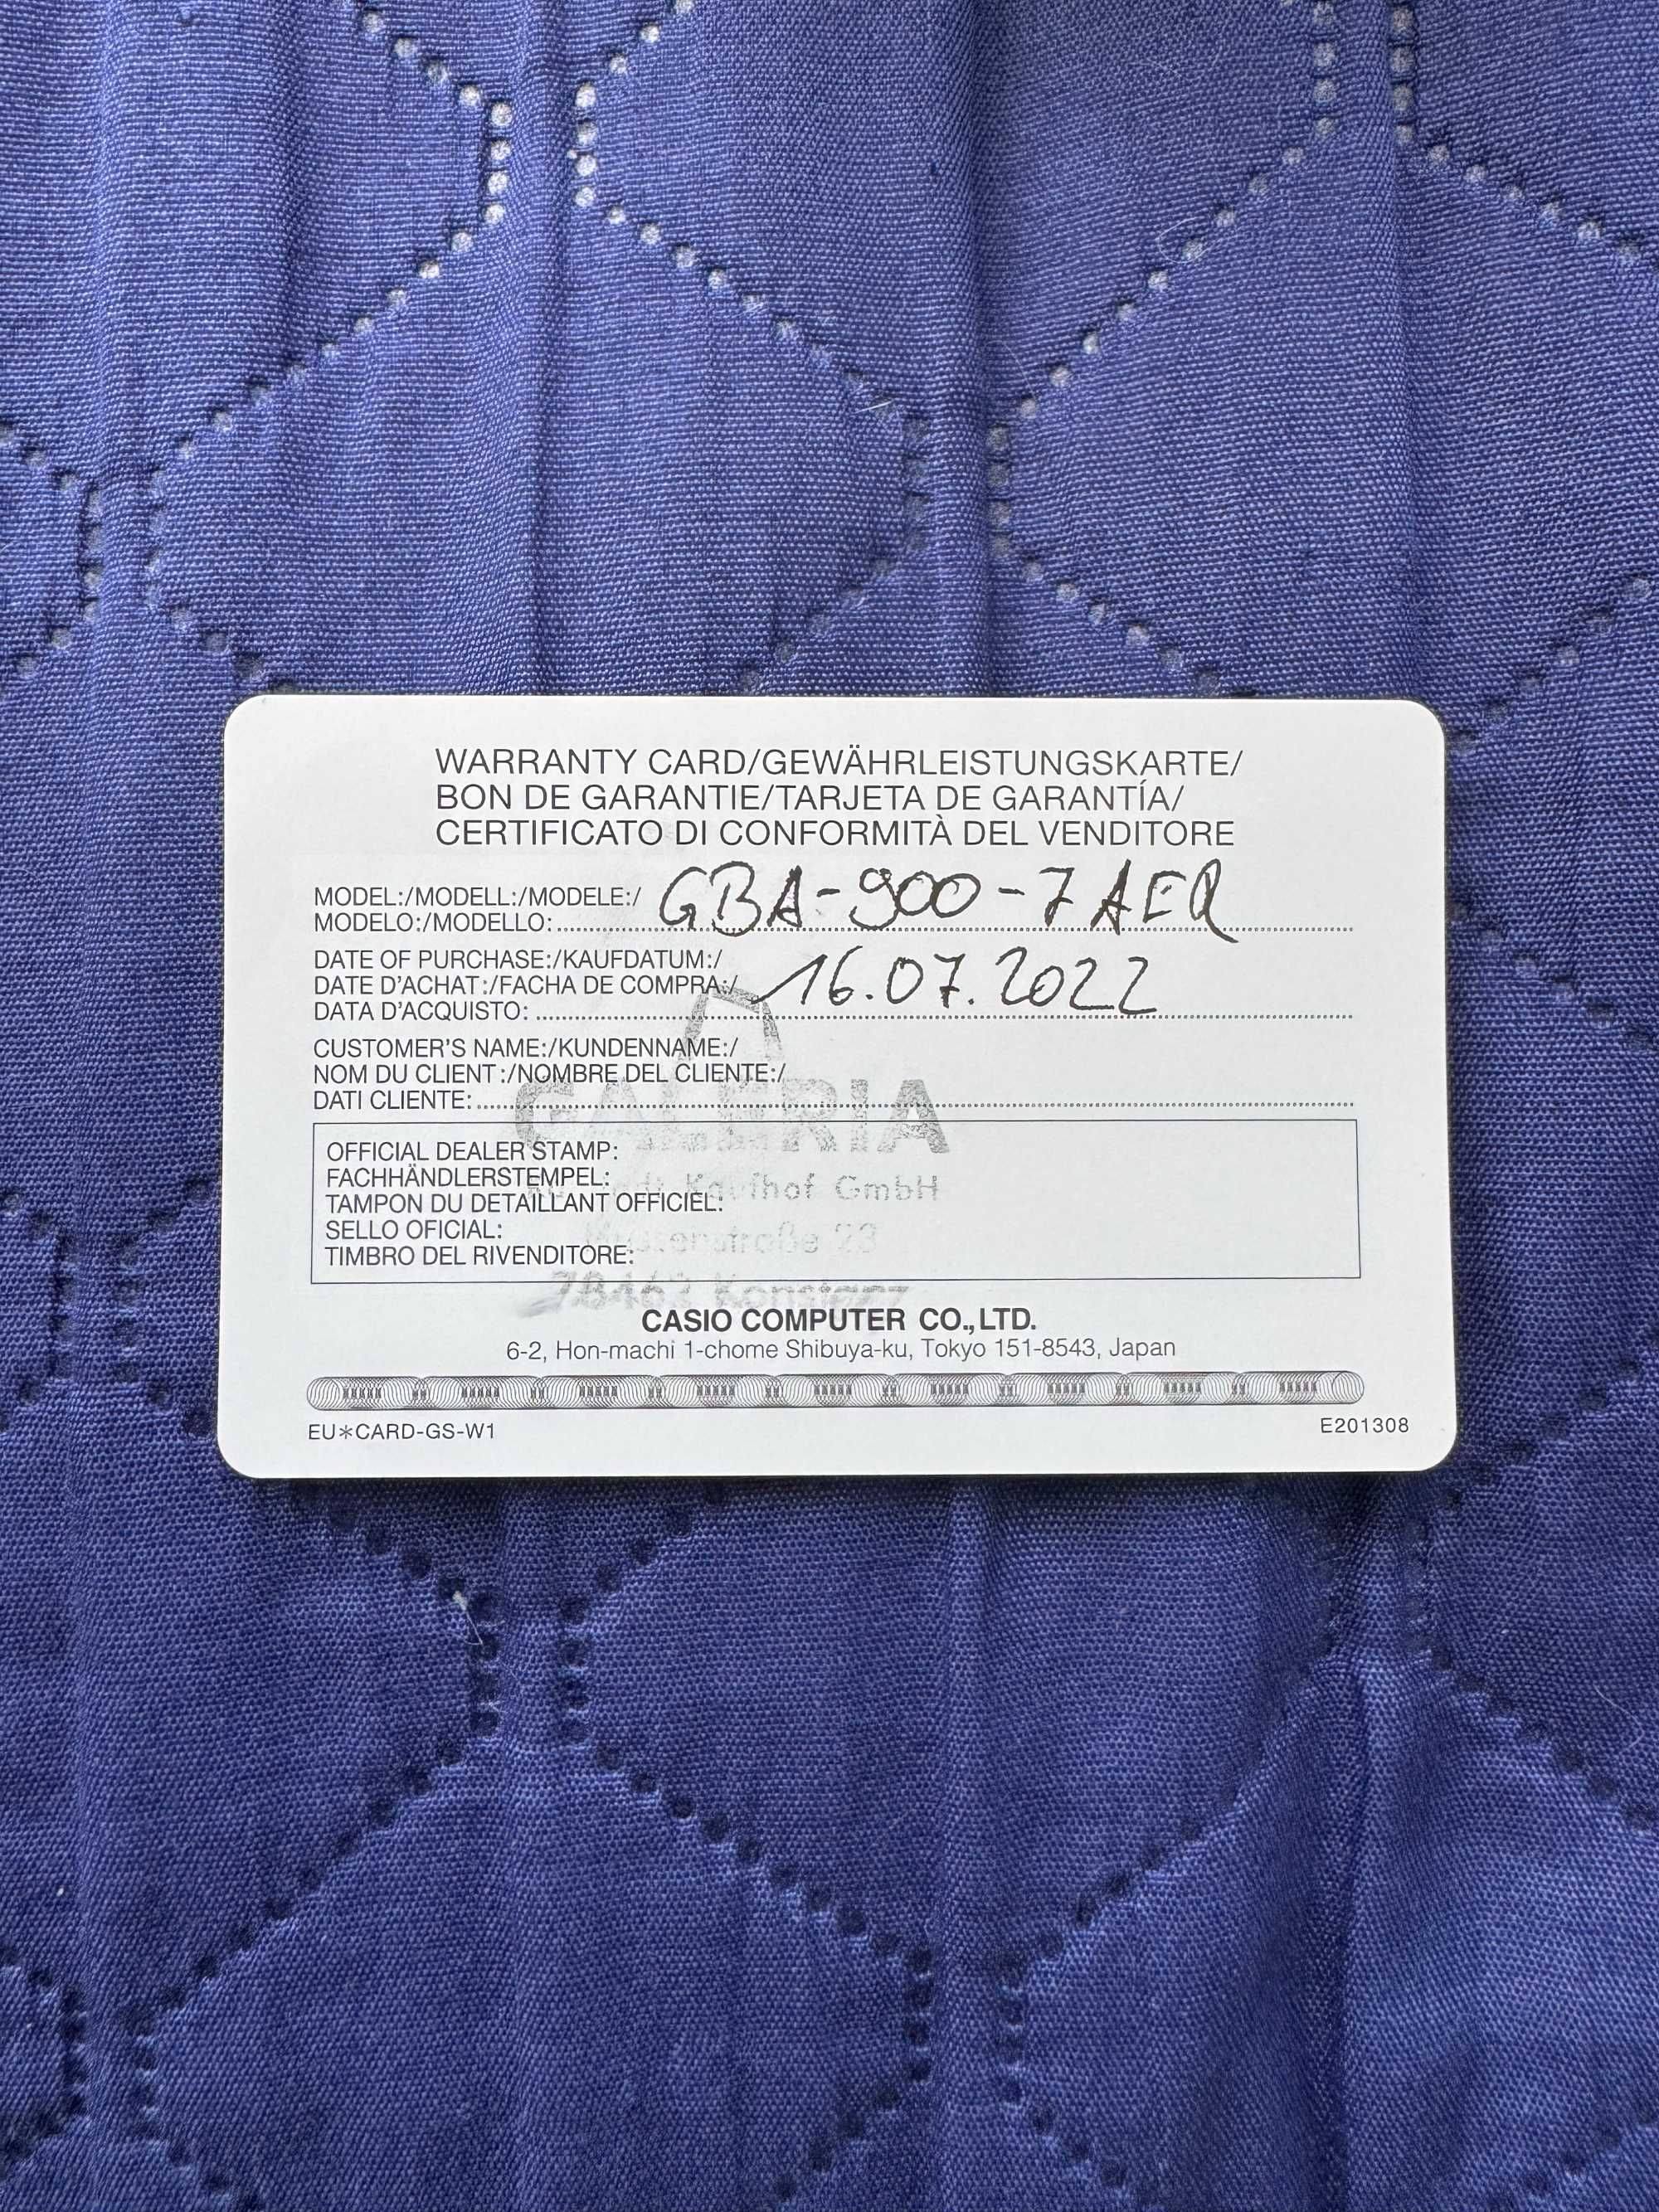 WARRANTY CARD/GEWÄHRLEISTUNGSKARTE/
BON DE GARANTIE/TARJETA DE GARANTÍA/
CERTIFICATO DI CONFORMITÀ DEL VENDITORE
MODEL:/MODELL:/MODELE:/
MODELO:/MODELLO: GBA-900-7AER
DATE OF PURCHASE:/KAUFDATUM:/
DATE D'ACHAT:/FACHA DE COMPRA:/ 16.07.2022
DATA D'ACQUISTO:
CUSTOMER'S NAME:/KUNDENNAME:/
NOM DU CLIENT:/NOMBRE DEL CLIENTE:/
DATI CLIENTE:
GALERIA
OFFICIAL DEALER STAMP:
FACHHÄNDLERSTEMPEL:
Kaufhof GmbH
TAMPON DU DETAILLANT OFFICIEL:
SELLO OFICIAL:
23
TIMBRO DEL RIVENDITORE:
Konstanz
CASIO COMPUTER CO.,LTD.
6-2, Hon-machi 1-chome Shibuya-ku, Tokyo 151-8543, Japan
EU*CARD-GS-W1
E201308